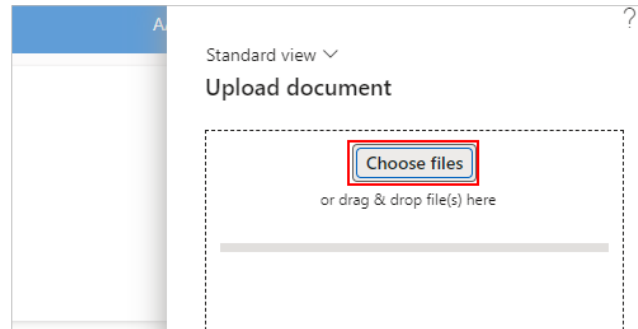 ?
Standard view
Upload document
Choose files
or drag & drop file(s) here